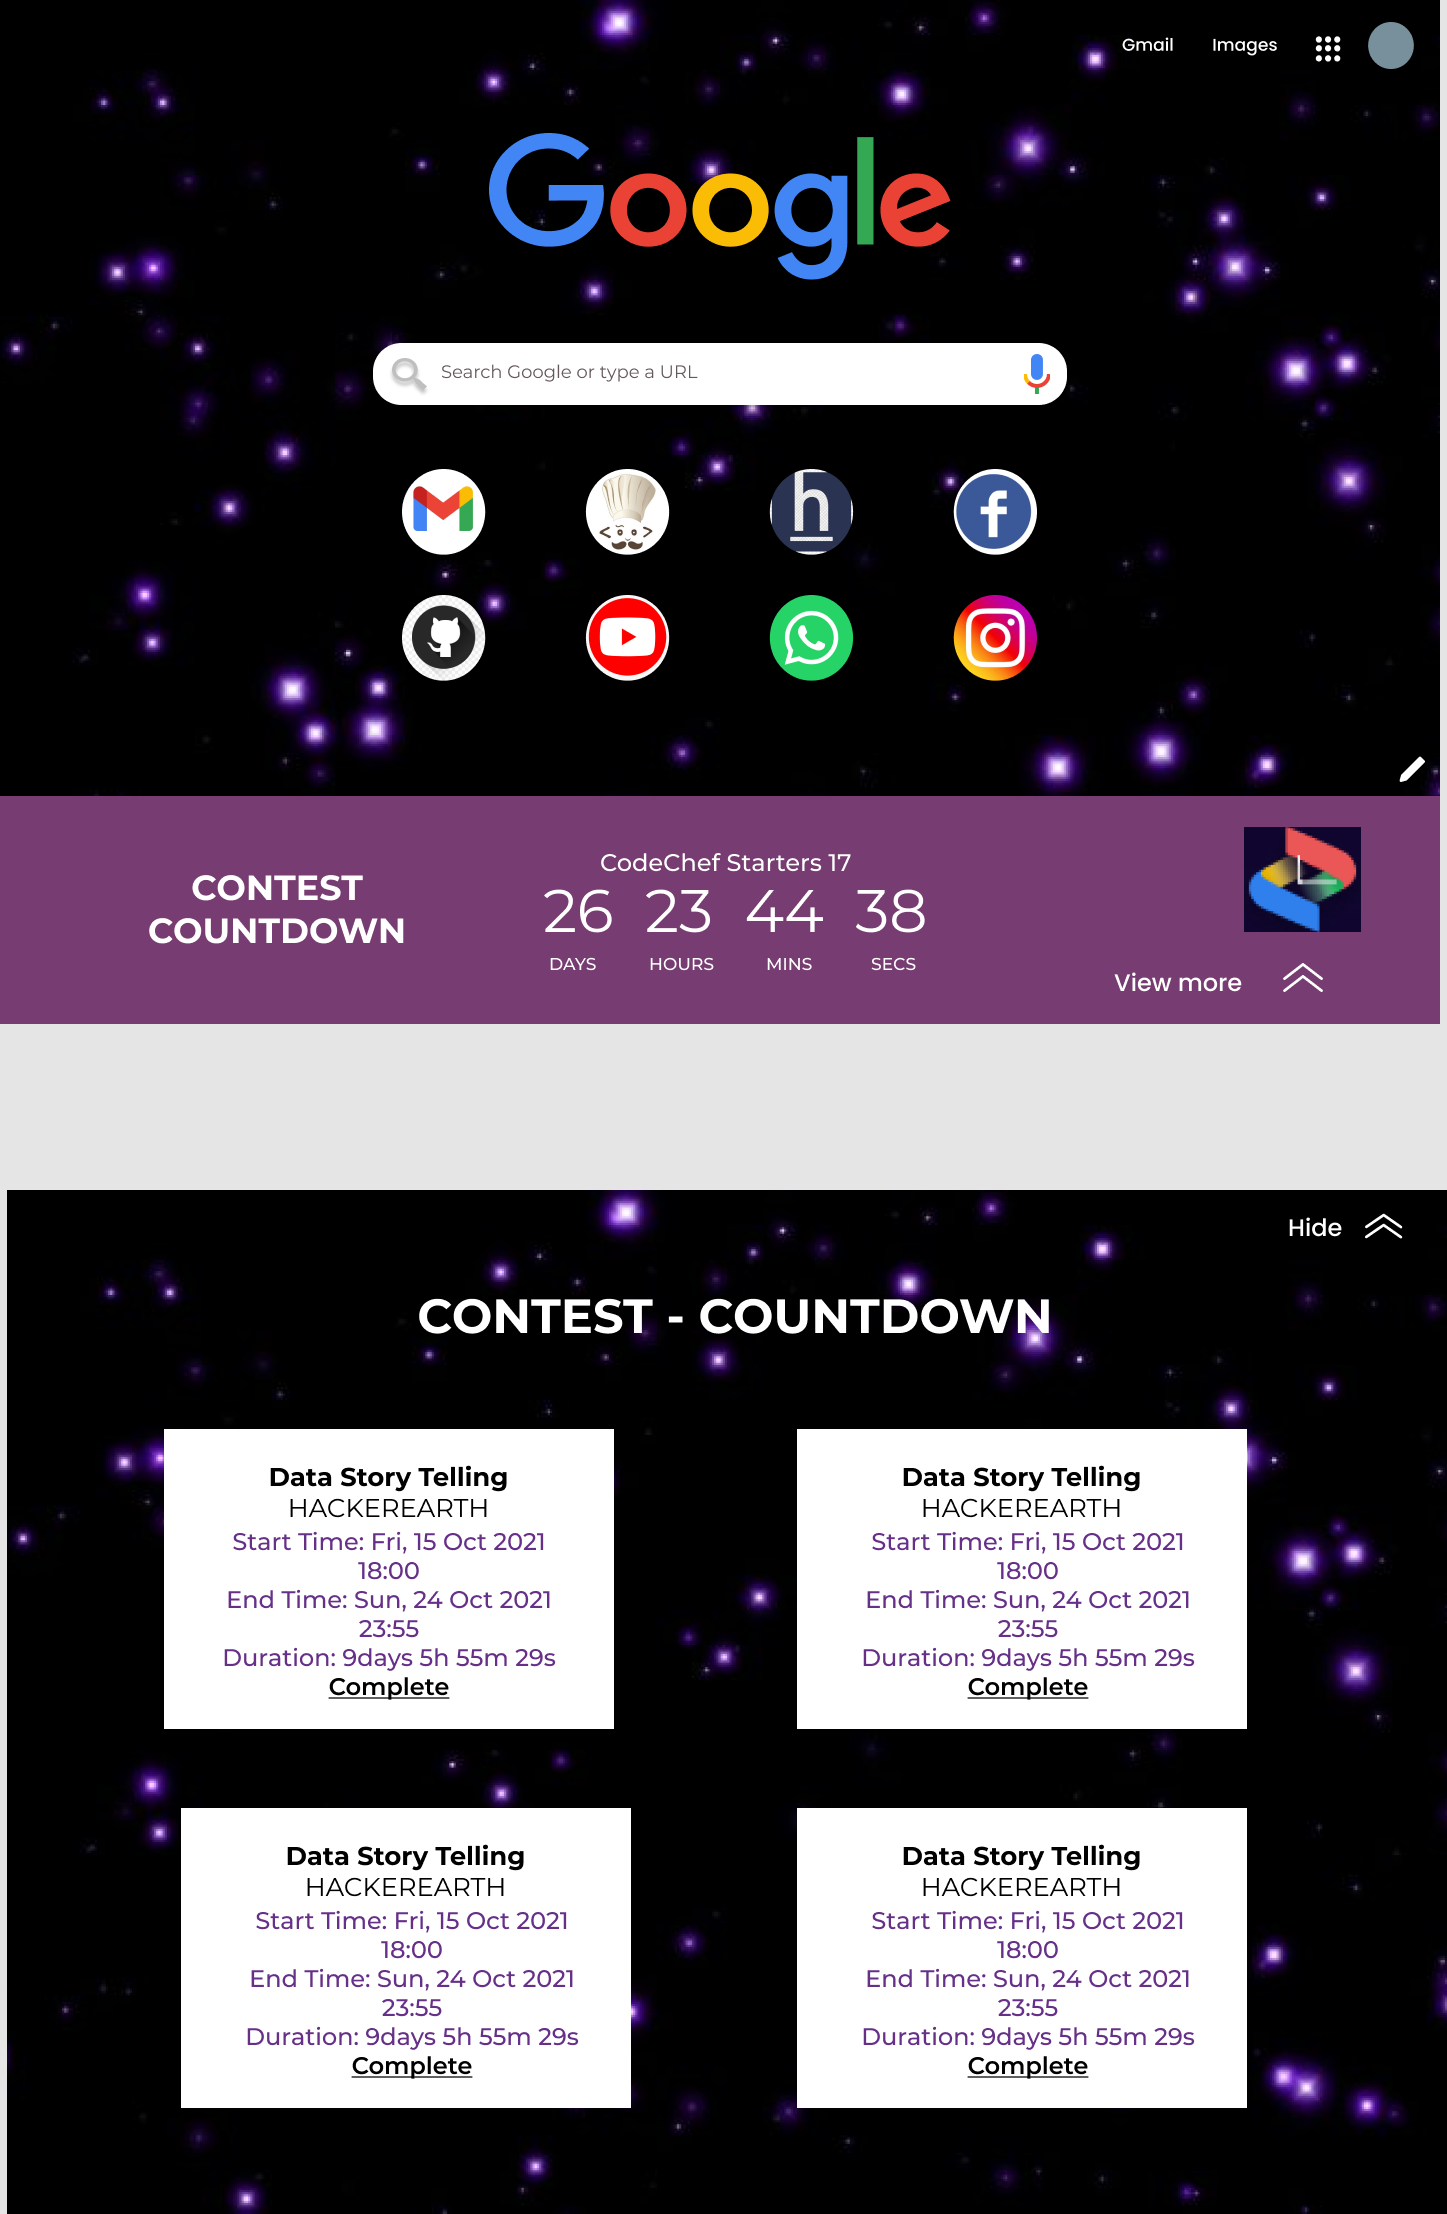 Gmail Images
Google
Search Google or type a URL
h
f
CONTEST
COUNTDOWN
CodeChef Starters 17
26 23 44 38
DAYS HOURS MINS SECS
View more
Hide
CONTEST - COUNTDOWN
Data Story Telling
HACKEREARTH
Start Time: Fri, 15 Oct 2021
18:00
End Time: Sun, 24 Oct 2021
23:55
Duration: 9days 5h 55m 29s
Complete
Data Story Telling
HACKEREARTH
Start Time: Fri, 15 Oct 2021
18:00
End Time: Sun, 24 Oct 2021
23:55
Duration: 9days 5h 55m 29s
Complete
Data Story Telling
HACKEREARTH
Start Time: Fri, 15 Oct 2021
18:00
End Time: Sun, 24 Oct 2021
23:55
Duration: 9days 5h 55m 29s
Complete
Data Story Telling
HACKEREARTH
Start Time: Fri, 15 Oct 2021
18:00
End Time: Sun, 24 Oct 2021
23:55
Duration: 9days 5h 55m 29s
Complete